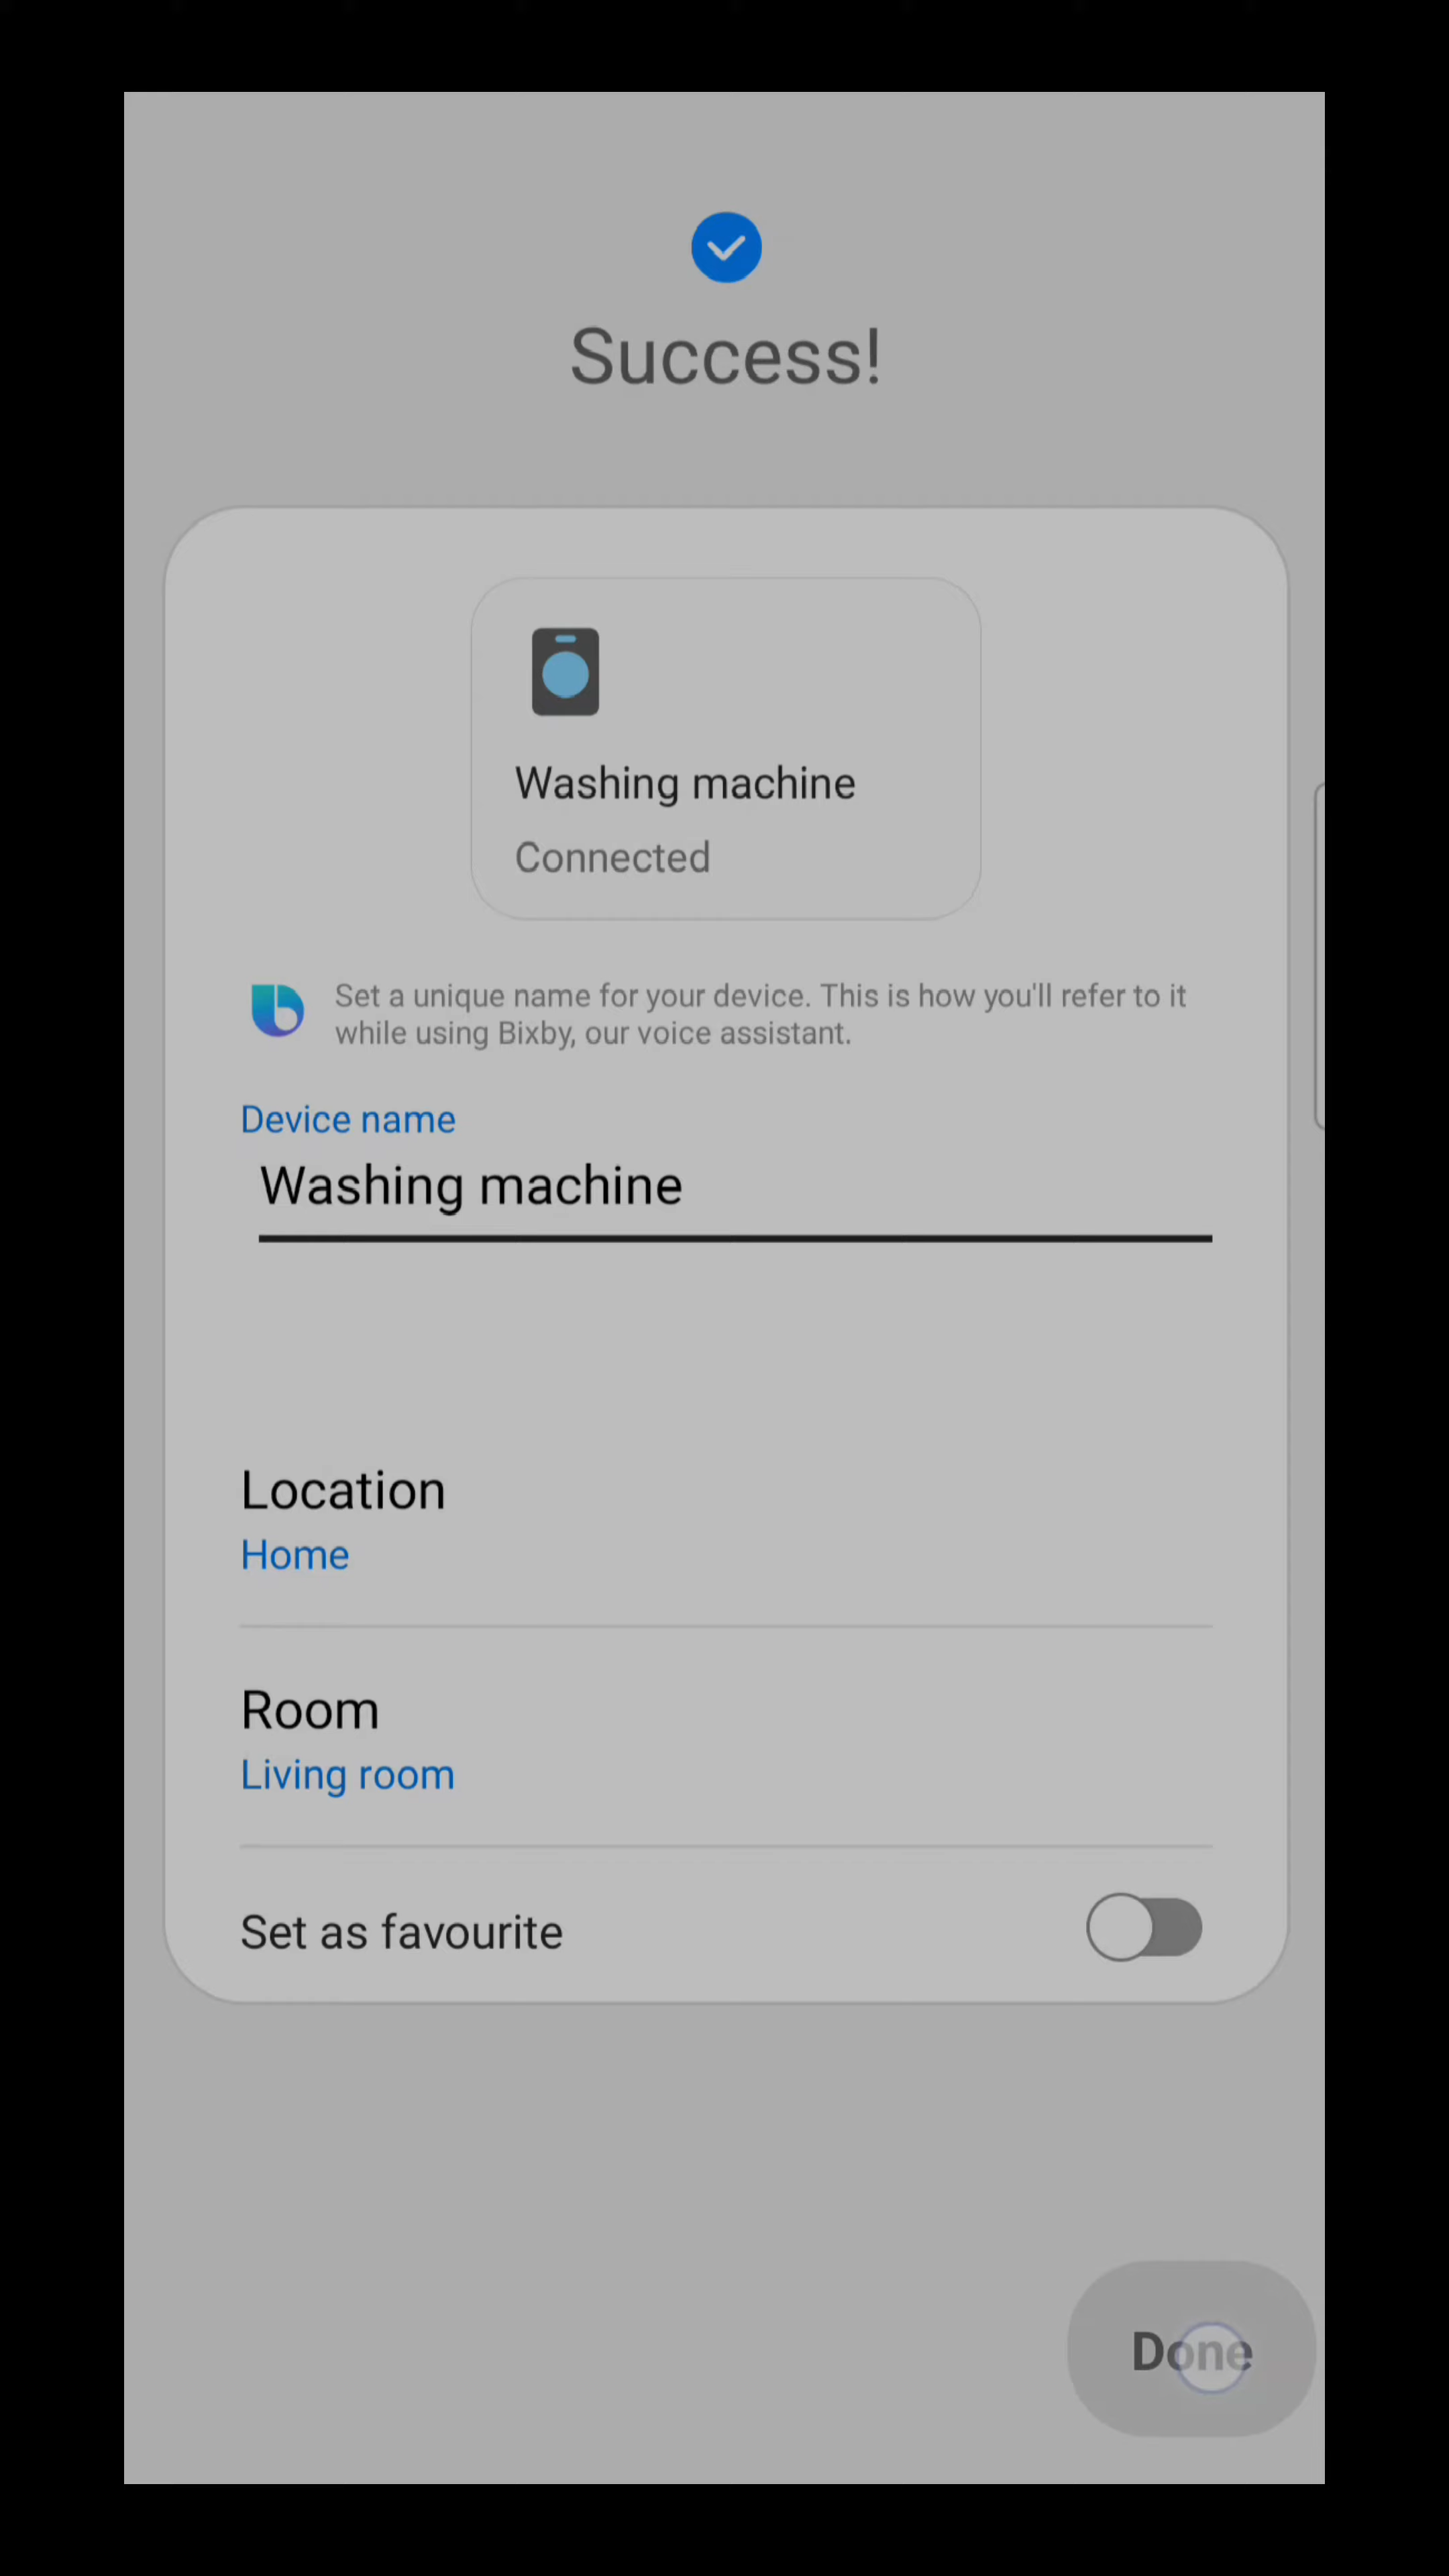 Success!
Washing machine
Connected
Set a unique name for your device. This is how you'll refer to it
while using Bixby, our voice assistant.
Device name
Washing machine
Location
Home
Room
Living room
Set as favourite
Done